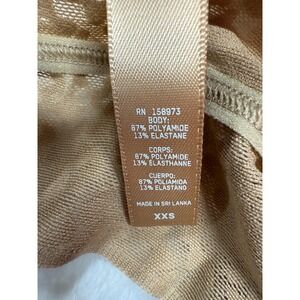 RN 158973
BODY:
87% POLYAMIDE
13% ELASTANE
CORPS:
87% POLYAMIDE
13% ELASTHANNE
CUERPO:
87% POLIAMIDA
13% ELASTANO
MADE IN SRI LANKA
XXS